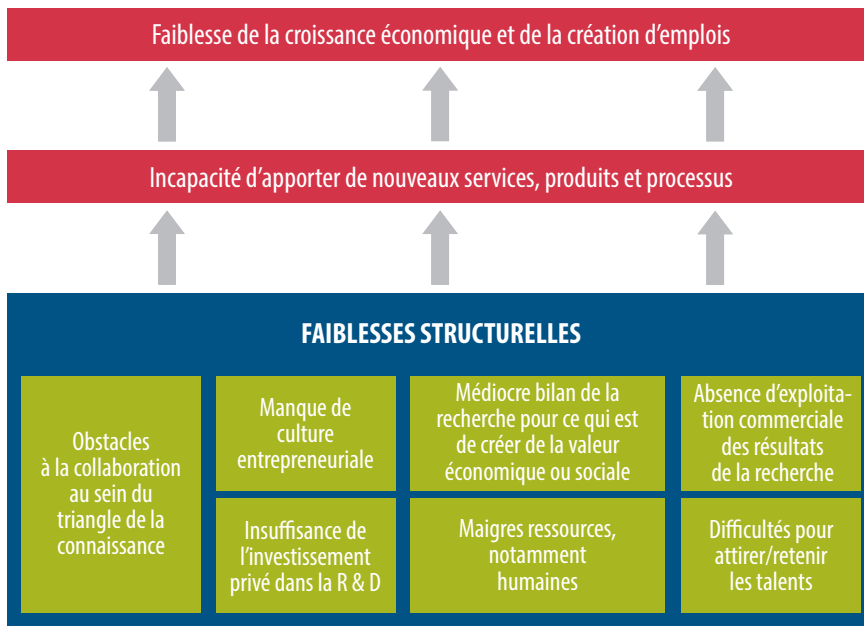 Faiblesse de la croissance économique et de la création d'emplois
Incapacité d'apporter de nouveaux services, produits et processus
FAIBLESSES STRUCTURELLES
Obstacles
à la collaboration
au sein du
triangle de la
connaissance
Manque de
culture
entrepreneuriale
Médiocre bilan de la
recherche pour ce qui est
de créer de la valeur
économique ou sociale
Absence d'exploita-
tion commerciale
des résultats
de la recherche
Insuffisance de
l'investissement
privé dans la R & D
Maigres ressources,
notamment
humaines
Difficultés pour
attirer/retenir
les talents